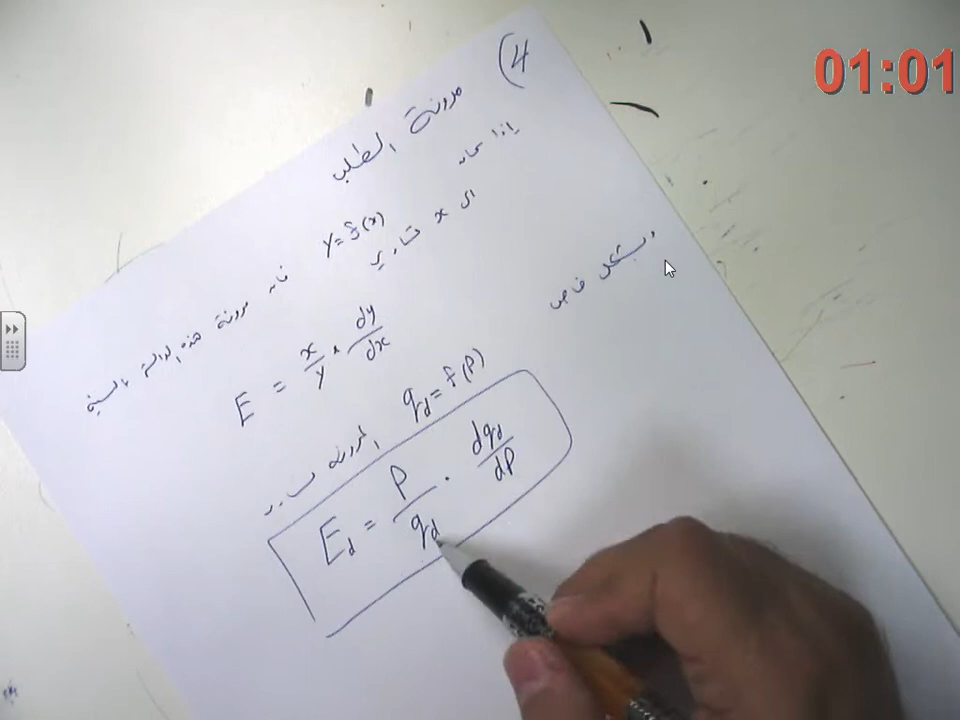 01:01
(4
مرونة الطلب
إذا كان y = f(x) فإن مرونة هذه الدالة بالنسبة
الى x تساوي
E = x/y · dy/dx
وبشكل خاص q_d = f(P) المرونة
E_d = P/q_d · dq_d/dP